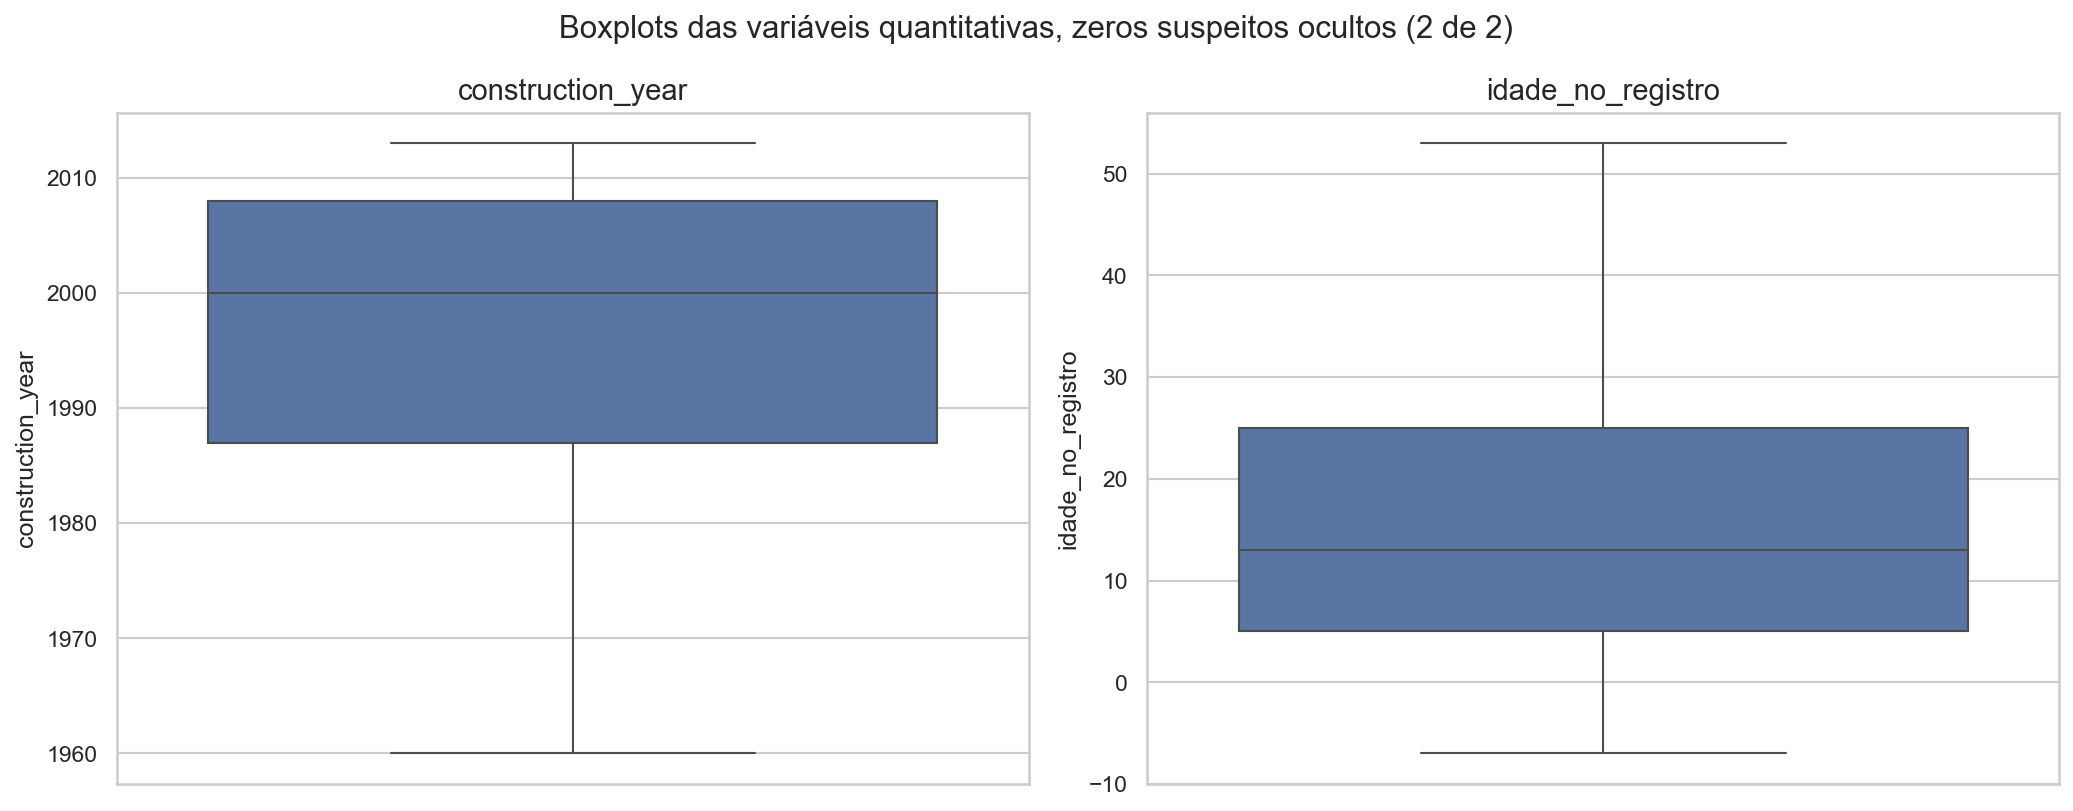 Boxplots das variáveis quantitativas, zeros suspeitos ocultos (2 de 2)
construction_year
construction_year
2010
2000
1990
1980
1970
1960
idade_no_registro
idade_no_registro
50
40
30
20
10
0
−10